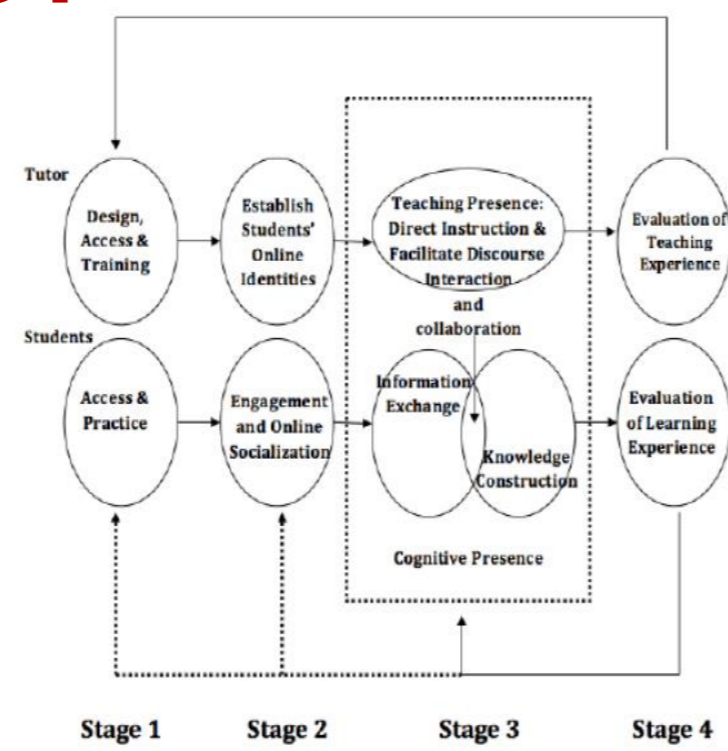 Tutor
Design,
Access &
Training
Establish
Students'
Online
Identities
Teaching Presence:
Direct Instruction &
Facilitate Discourse
Interaction
and
collaboration
Evaluation of
Teaching
Experience
Students
Access &
Practice
Engagement
and Online
Socialization
Information
Exchange
Knowledge
Construction
Evaluation
of Learning
Experience
Cognitive Presence
Stage 1
Stage 2
Stage 3
Stage 4